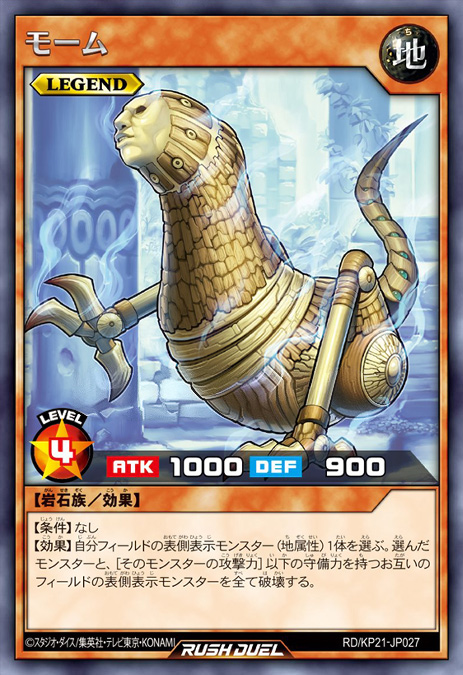 モーム
地
LEGEND
LEVEL
4
ATK 1000 DEF 900
【岩石族／効果】
【条件】なし
【効果】自分フィールドの表側表示モンスター（地属性）1体を選ぶ。選んだ
モンスターと、[そのモンスターの攻撃力]以下の守備力を持つお互いの
フィールドの表側表示モンスターを全て破壊する。
©スタジオ・ダイス/集英社・テレビ東京・KONAMI
RUSH DUEL
RD/KP21-JP027